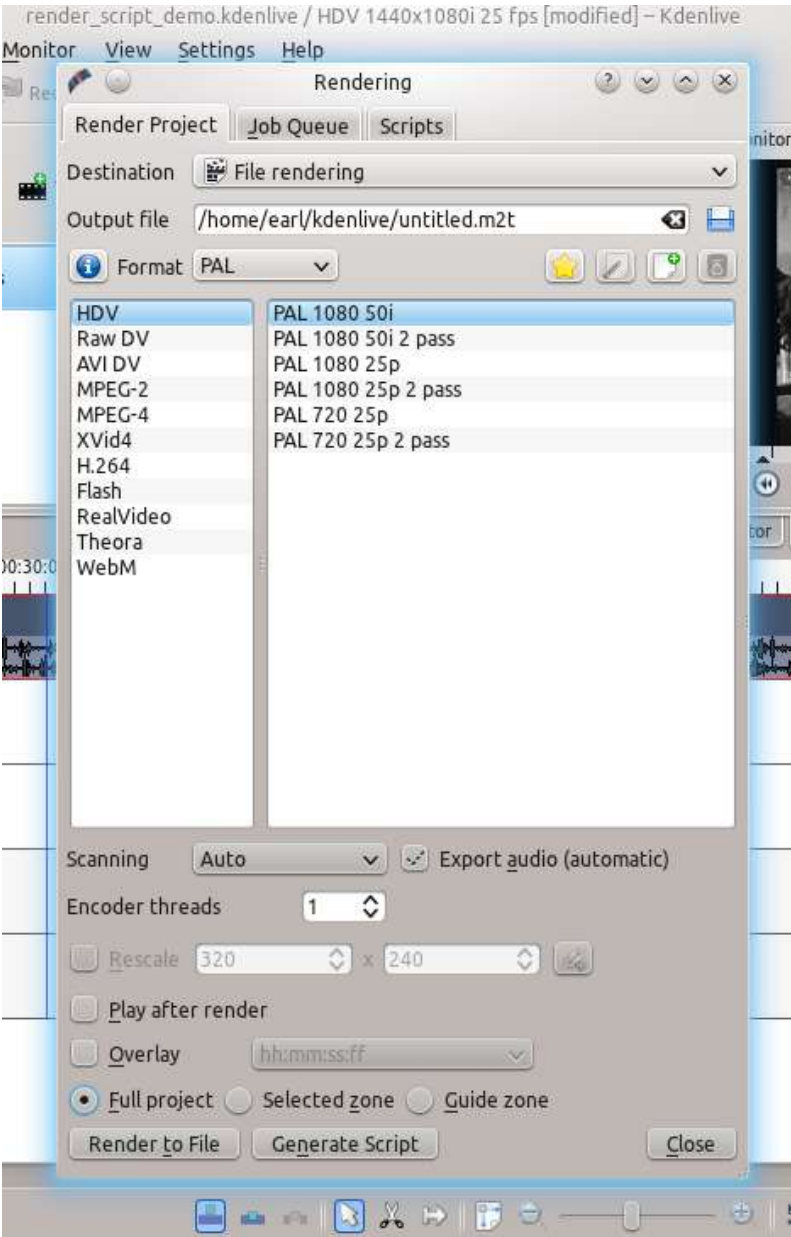 render_script_demo.kdenlive / HDV 1440x1080i 25 fps [modified] – Kdenlive
Monitor View Settings Help
Rendering
Render Project Job Queue Scripts
Destination File rendering
Output file /home/earl/kdenlive/untitled.m2t
Format PAL
HDV
Raw DV
AVI DV
MPEG-2
MPEG-4
XVid4
H.264
Flash
RealVideo
Theora
WebM
PAL 1080 50i
PAL 1080 50i 2 pass
PAL 1080 25p
PAL 1080 25p 2 pass
PAL 720 25p
PAL 720 25p 2 pass
Scanning Auto Export audio (automatic)
Encoder threads 1
Rescale 320 x 240
Play after render
Overlay hh:mm:ss:ff
Full project Selected zone Guide zone
Render to File Generate Script Close